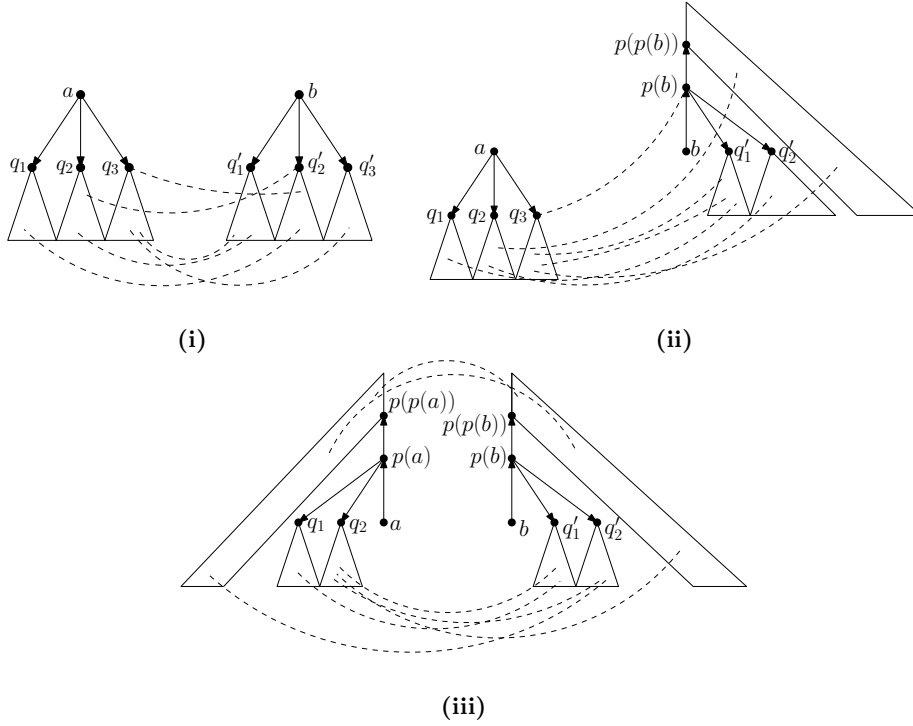 a b
q₁ q₂ q₃ q′₁ q′₂ q′₃
(i)
p(p(b))
p(b)
a b q′₁ q′₂
q₁ q₂ q₃
(ii)
p(p(a)) p(p(b))
p(a) p(b)
q₁ q₂ a b q′₁ q′₂
(iii)